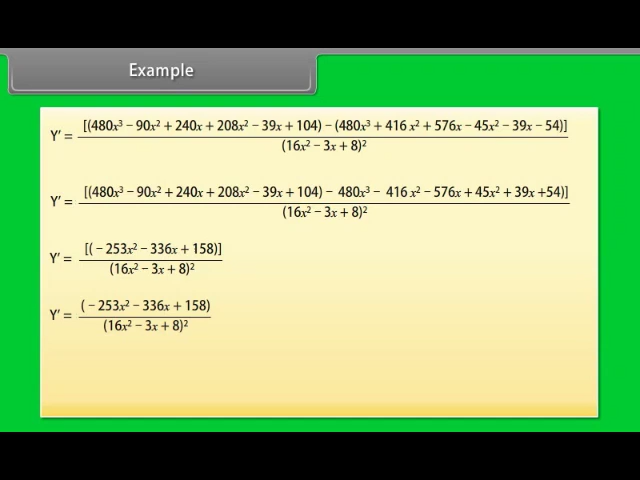 Example
Y′ = [(480x³ − 90x² + 240x + 208x² − 39x + 104) − (480x³ + 416 x² + 576x − 45x² − 39x − 54)]
(16x² − 3x + 8)²
Y′ = [(480x³ − 90x² + 240x + 208x² − 39x + 104) − 480x³ − 416 x² − 576x + 45x² + 39x +54)]
(16x² − 3x + 8)²
Y′ = [( − 253x² − 336x + 158)]
(16x² − 3x + 8)²
Y′ = ( − 253x² − 336x + 158)
(16x² − 3x + 8)²